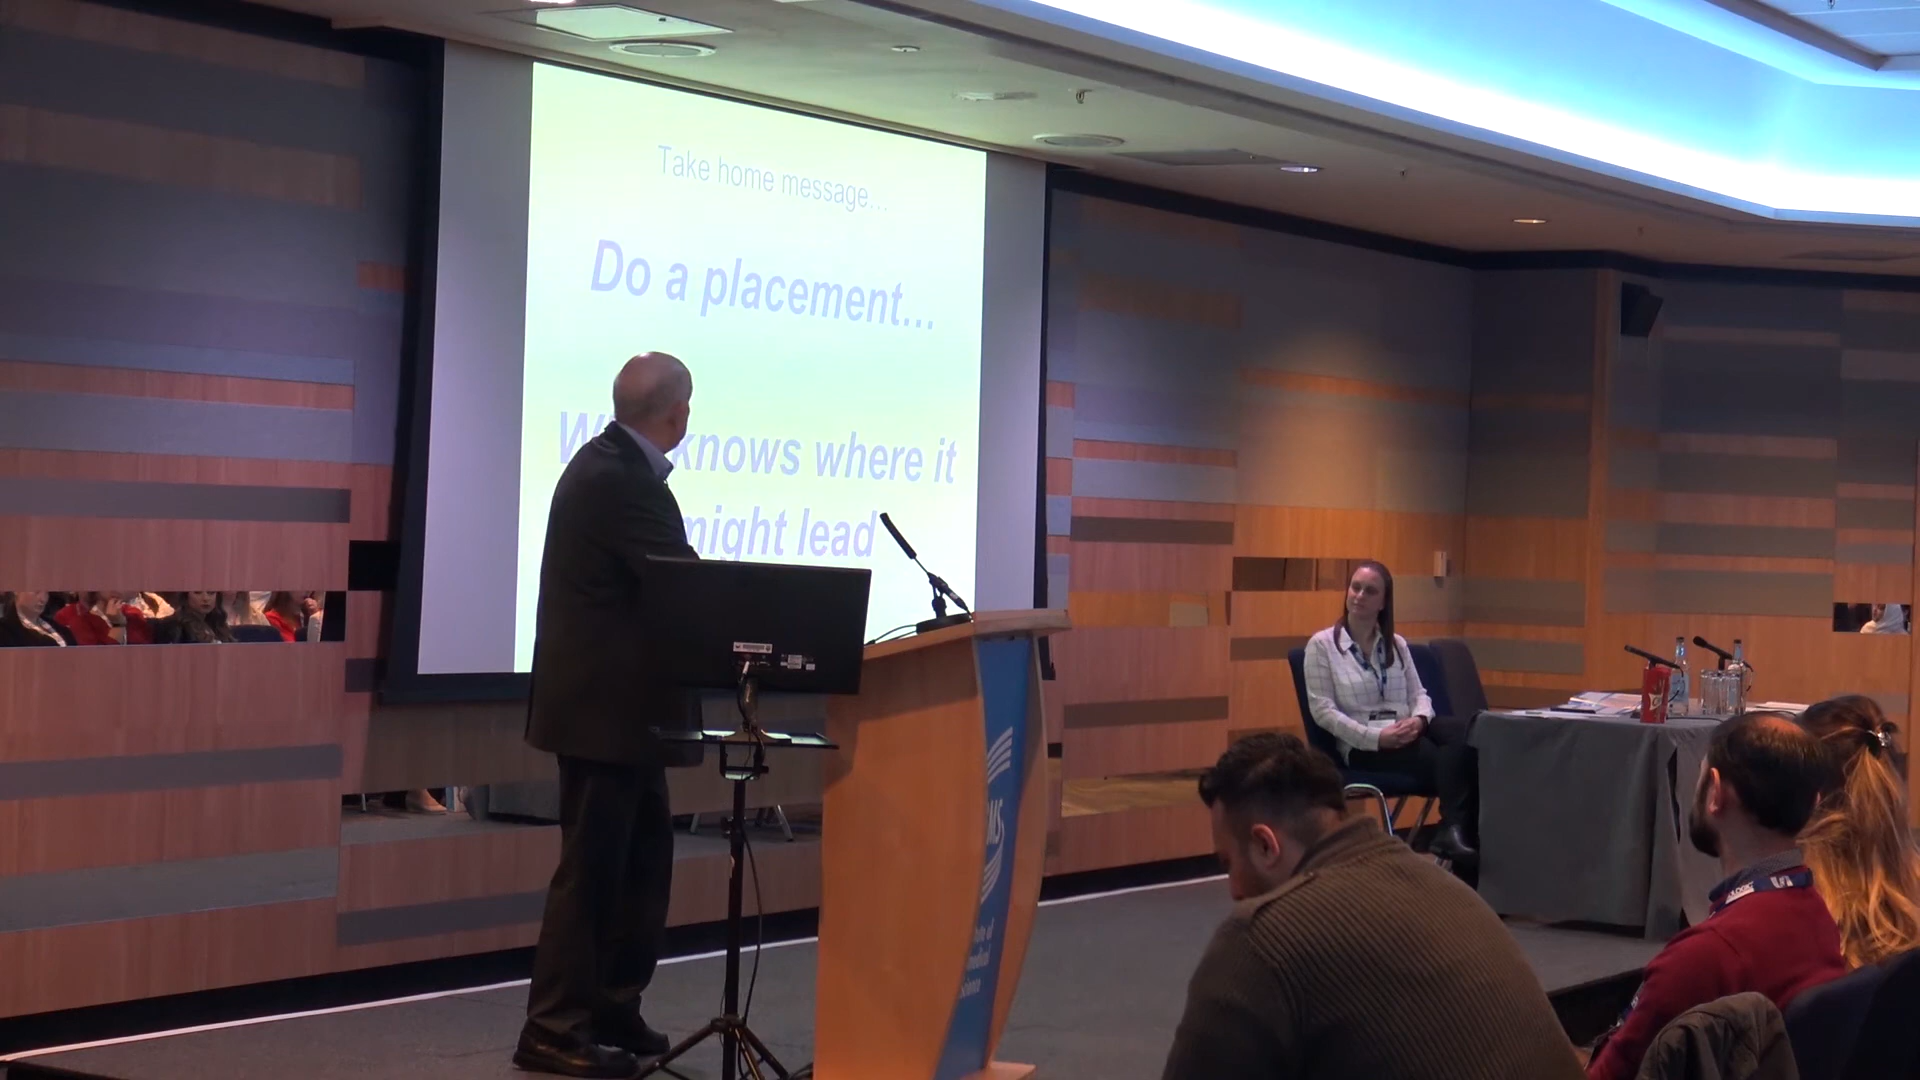 Take home message...
Do a placement...
knows where it
might lead